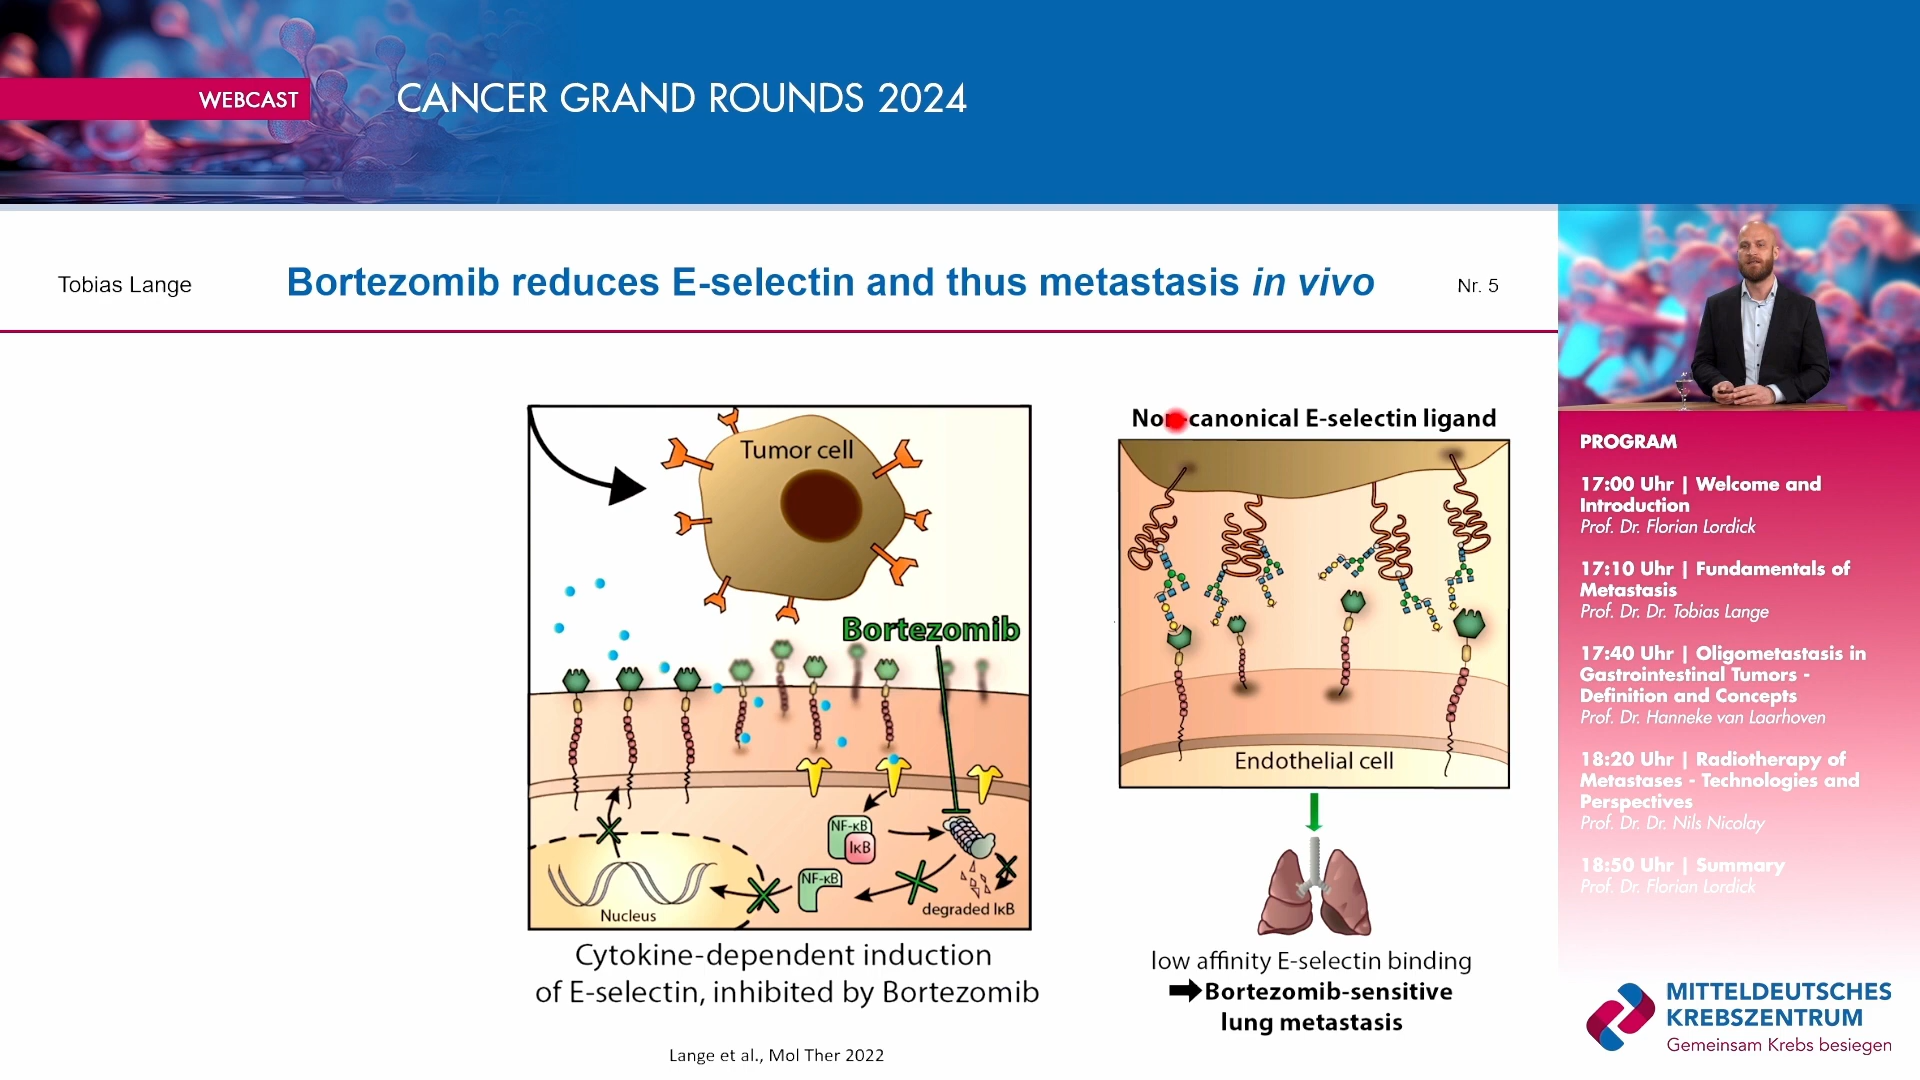 WEBCAST
CANCER GRAND ROUNDS 2024
Tobias Lange
Bortezomib reduces E-selectin and thus metastasis in vivo
Nr. 5
Tumor cell
Bortezomib
NF-κB
IκB
NF-κB
degraded IκB
Nucleus
Cytokine-dependent induction
of E-selectin, inhibited by Bortezomib
Non-canonical E-selectin ligand
Endothelial cell
low affinity E-selectin binding
Bortezomib-sensitive
lung metastasis
Lange et al., Mol Ther 2022
PROGRAM
17:00 Uhr | Welcome and
Introduction
Prof. Dr. Florian Lordick
17:10 Uhr | Fundamentals of
Metastasis
Prof. Dr. Dr. Tobias Lange
17:40 Uhr | Oligometastasis in
Gastrointestinal Tumors -
Definition and Concepts
Prof. Dr. Hanneke van Laarhoven
18:20 Uhr | Radiotherapy of
Metastases - Technologies and
Perspectives
Prof. Dr. Dr. Nils Nicolay
18:50 Uhr | Summary
Prof. Dr. Florian Lordick
MITTELDEUTSCHES
KREBSZENTRUM
Gemeinsam Krebs besiegen